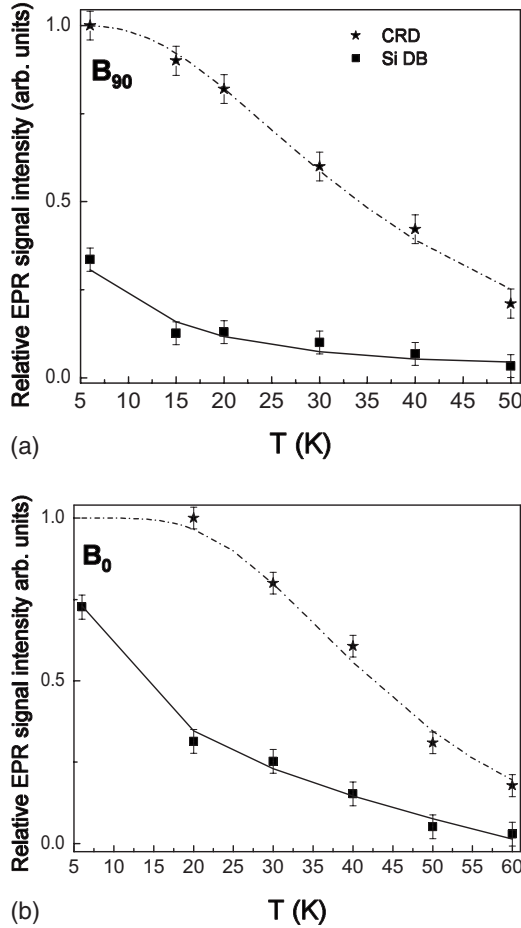 Relative EPR signal intensity (arb. units)
1.0
0.5
0.0
B90
CRD
Si DB
5 10 15 20 25 30 35 40 45 50
(a)
T (K)
Relative EPR signal intensity arb. units)
1.0
0.5
0.0
B0
5 10 15 20 25 30 35 40 45 50 55 60
(b)
T (K)